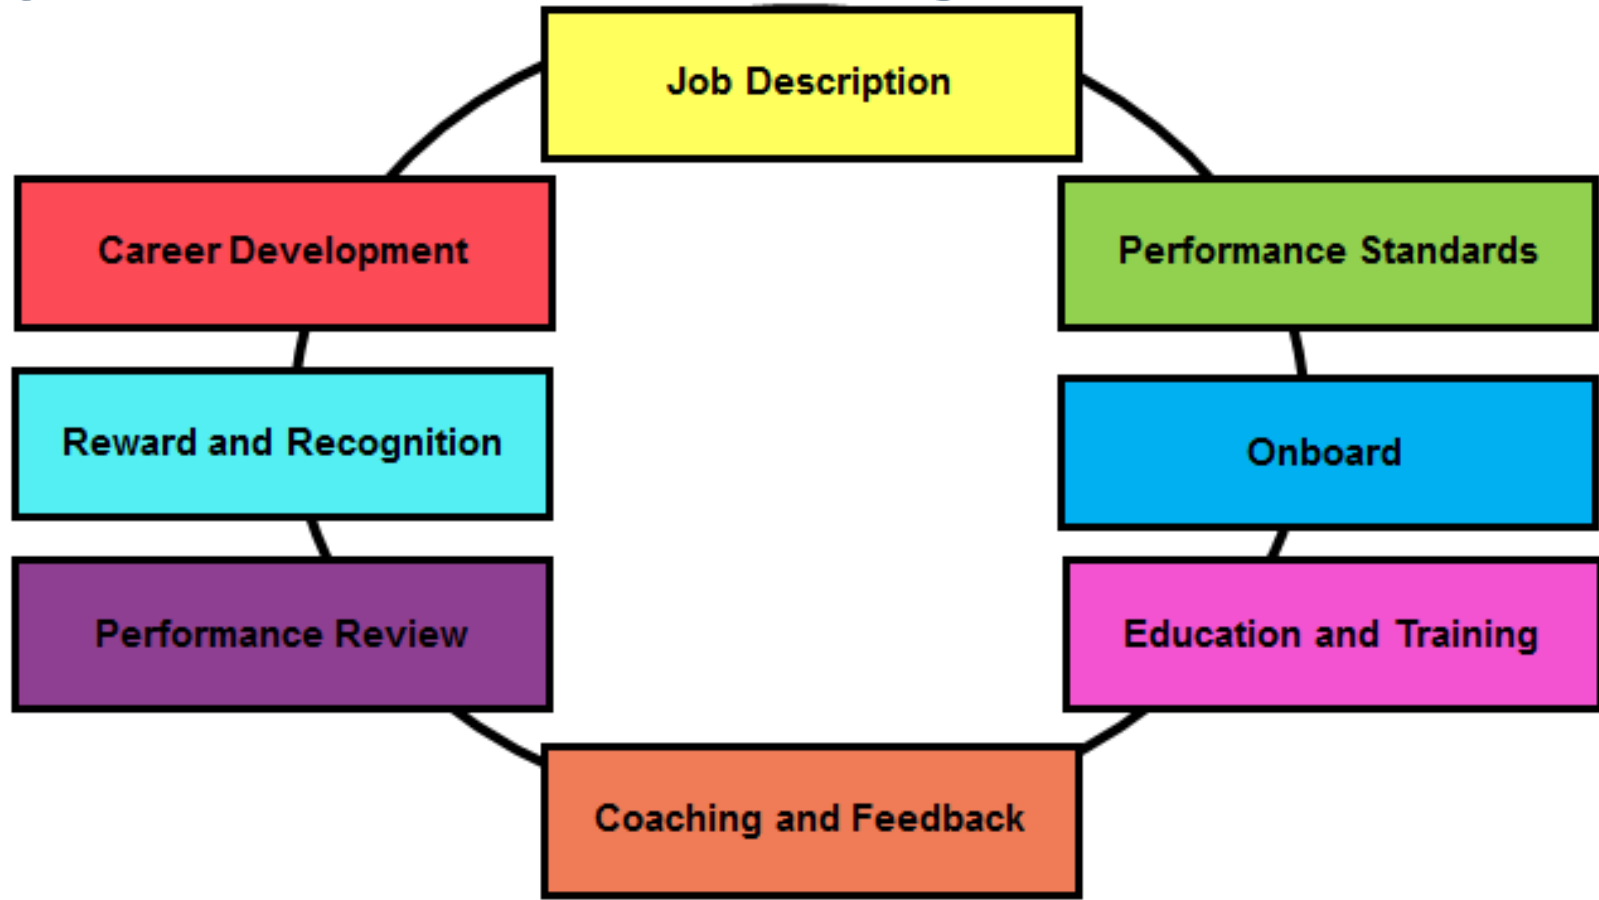 Job Description
Career Development
Performance Standards
Reward and Recognition
Onboard
Performance Review
Education and Training
Coaching and Feedback